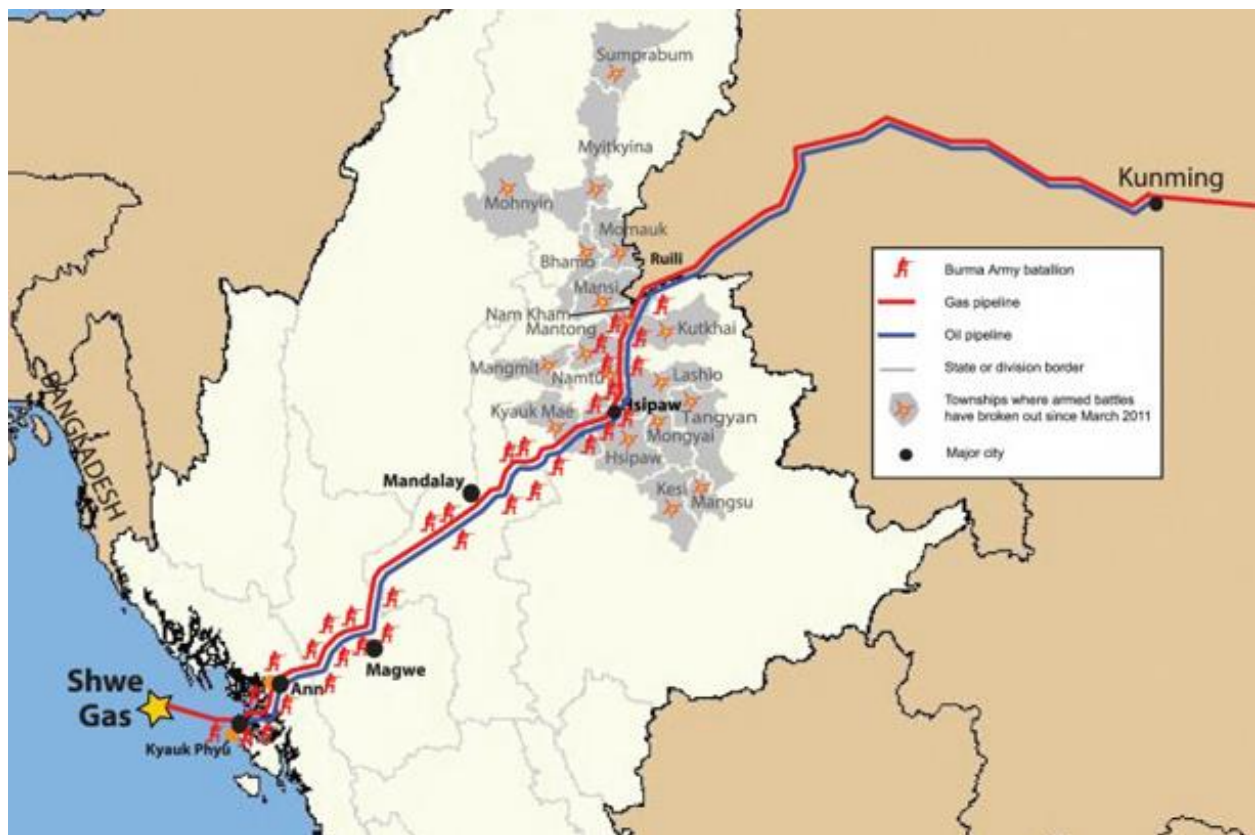 Sumprabum
Myitkyina
Mohnyin
Momauk
Bhamo
Ruili
Mansi
Nam Kham
Mantong
Kutkhai
Mangmit
Namtu
Lashio
Kyauk Mae
Hsipaw
Tangyan
Mongyai
Hsipaw
Kesi
Mangsu
Mandalay
Magwe
Ann
Shwe
Gas
Kyauk Phyu
BANGLADESH
Kunming
Burma Army batallion
Gas pipeline
Oil pipeline
State or division border
Townships where armed battles
have broken out since March 2011
Major city